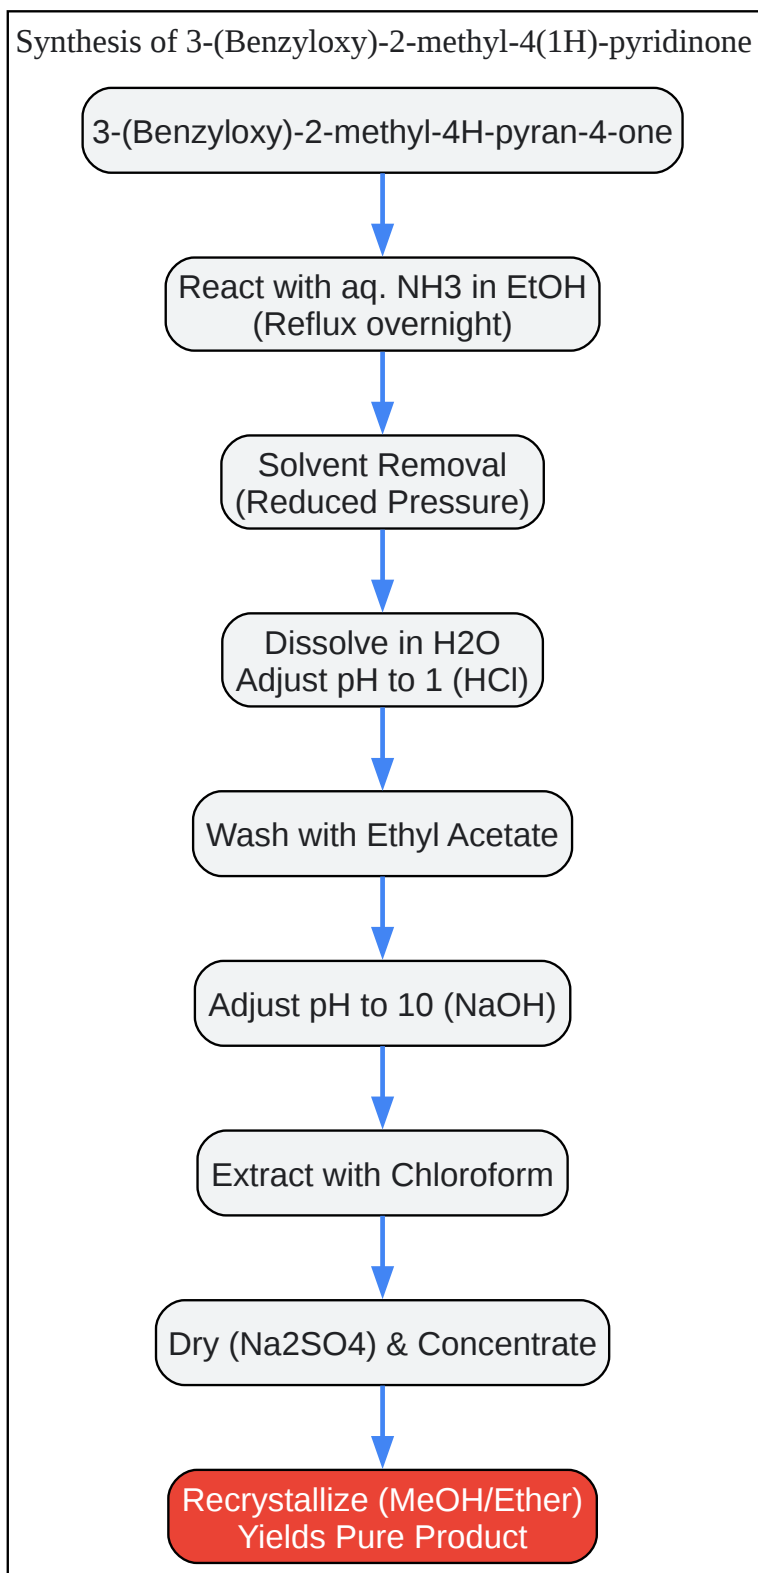 Synthesis of 3-(Benzyloxy)-2-methyl-4(1H)-pyridinone
3-(Benzyloxy)-2-methyl-4H-pyran-4-one
React with aq. NH3 in EtOH
(Reflux overnight)
Solvent Removal
(Reduced Pressure)
Dissolve in H2O
Adjust pH to 1 (HCl)
Wash with Ethyl Acetate
Adjust pH to 10 (NaOH)
Extract with Chloroform
Dry (Na2SO4) & Concentrate
Recrystallize (MeOH/Ether)
Yields Pure Product